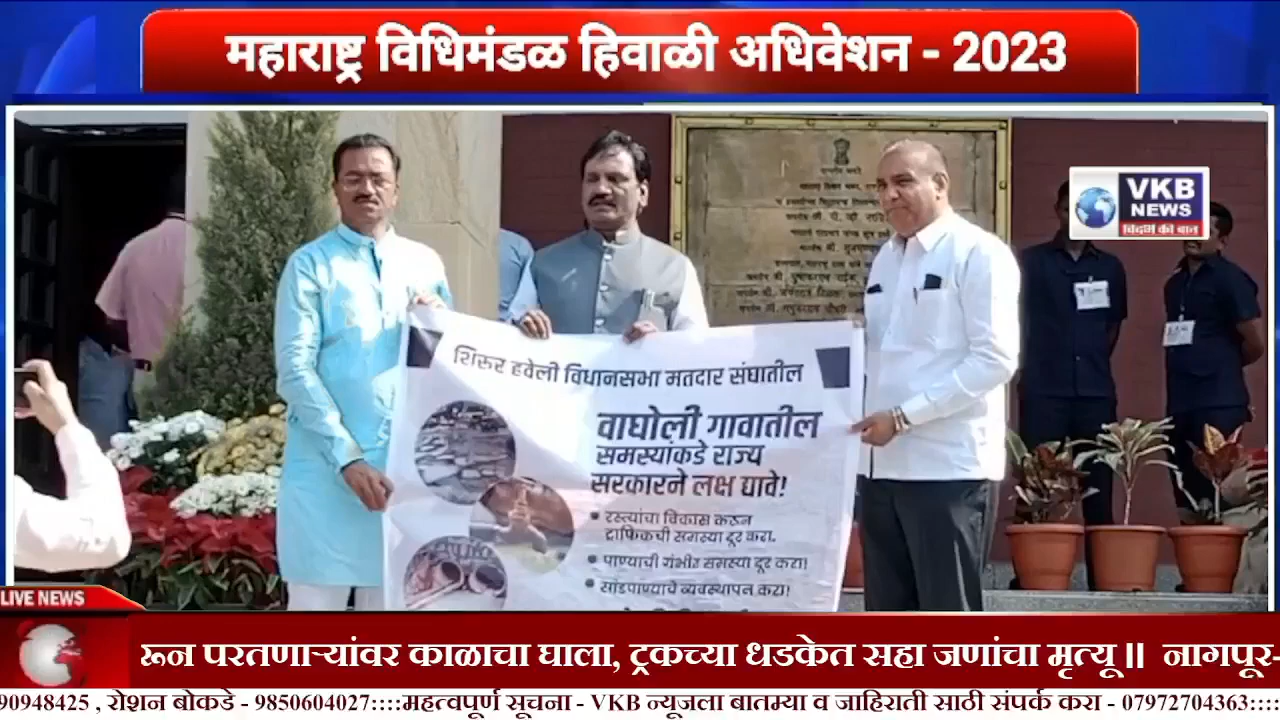 महाराष्ट्र विधिमंडळ हिवाळी अधिवेशन - 2023
VKB
NEWS
विदर्भ की बात
शिरुर हवेली विधानसभा मतदार संघातील
वाघोली गावातील
समस्याकडे राज्य
सरकारने लक्ष द्यावे!
रस्त्यांचा विकास करून
ट्राफिकची समस्या दूर करा.
पाण्याची गंभीर समस्या दूर करा!
सांडपाण्याचे व्यवस्थापन करा!
LIVE NEWS
रून परतणाऱ्यांवर काळाचा घाला, ट्रकच्या धडकेत सहा जणांचा मृत्यू ॥ नागपूर-
90948425 , रोशन बोकडे - 9850604027::::महत्वपूर्ण सूचना - VKB न्यूजला बातम्या व जाहिराती साठी संपर्क करा - 07972704363::::